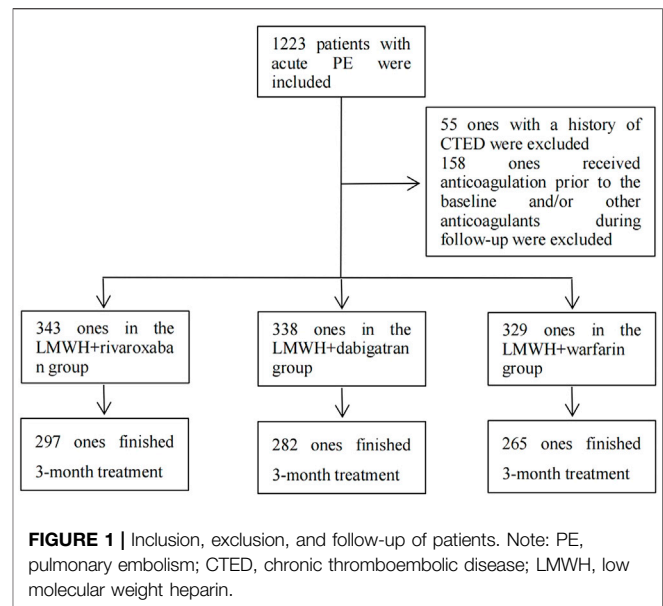 1223 patients with
acute PE were
included
55 ones with a history of
CTED were excluded
158 ones received
anticoagulation prior to the
baseline and/or other
anticoagulants during
follow-up were excluded
343 ones in the
LMWH+rivaroxaba
n group
338 ones in the
LMWH+dabigatran
group
329 ones in the
LMWH+warfarin
group
297 ones finished
3-month treatment
282 ones finished
3-month treatment
265 ones finished
3-month treatment
FIGURE 1 | Inclusion, exclusion, and follow-up of patients. Note: PE,
pulmonary embolism; CTED, chronic thromboembolic disease; LMWH, low
molecular weight heparin.